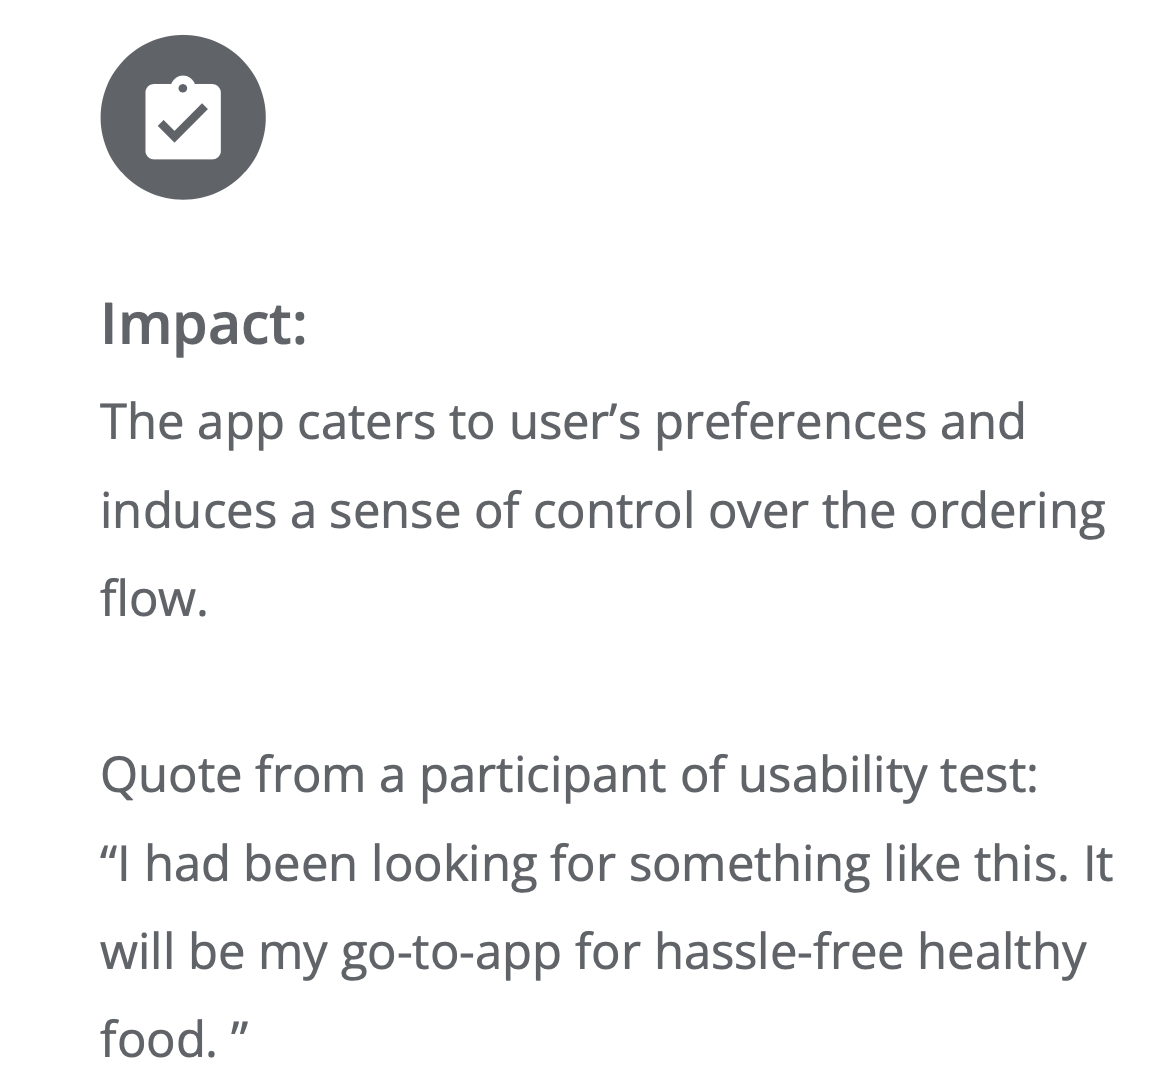 Impact:
The app caters to user’s preferences and
induces a sense of control over the ordering
flow.
Quote from a participant of usability test:
“I had been looking for something like this. It
will be my go-to-app for hassle-free healthy
food. ”